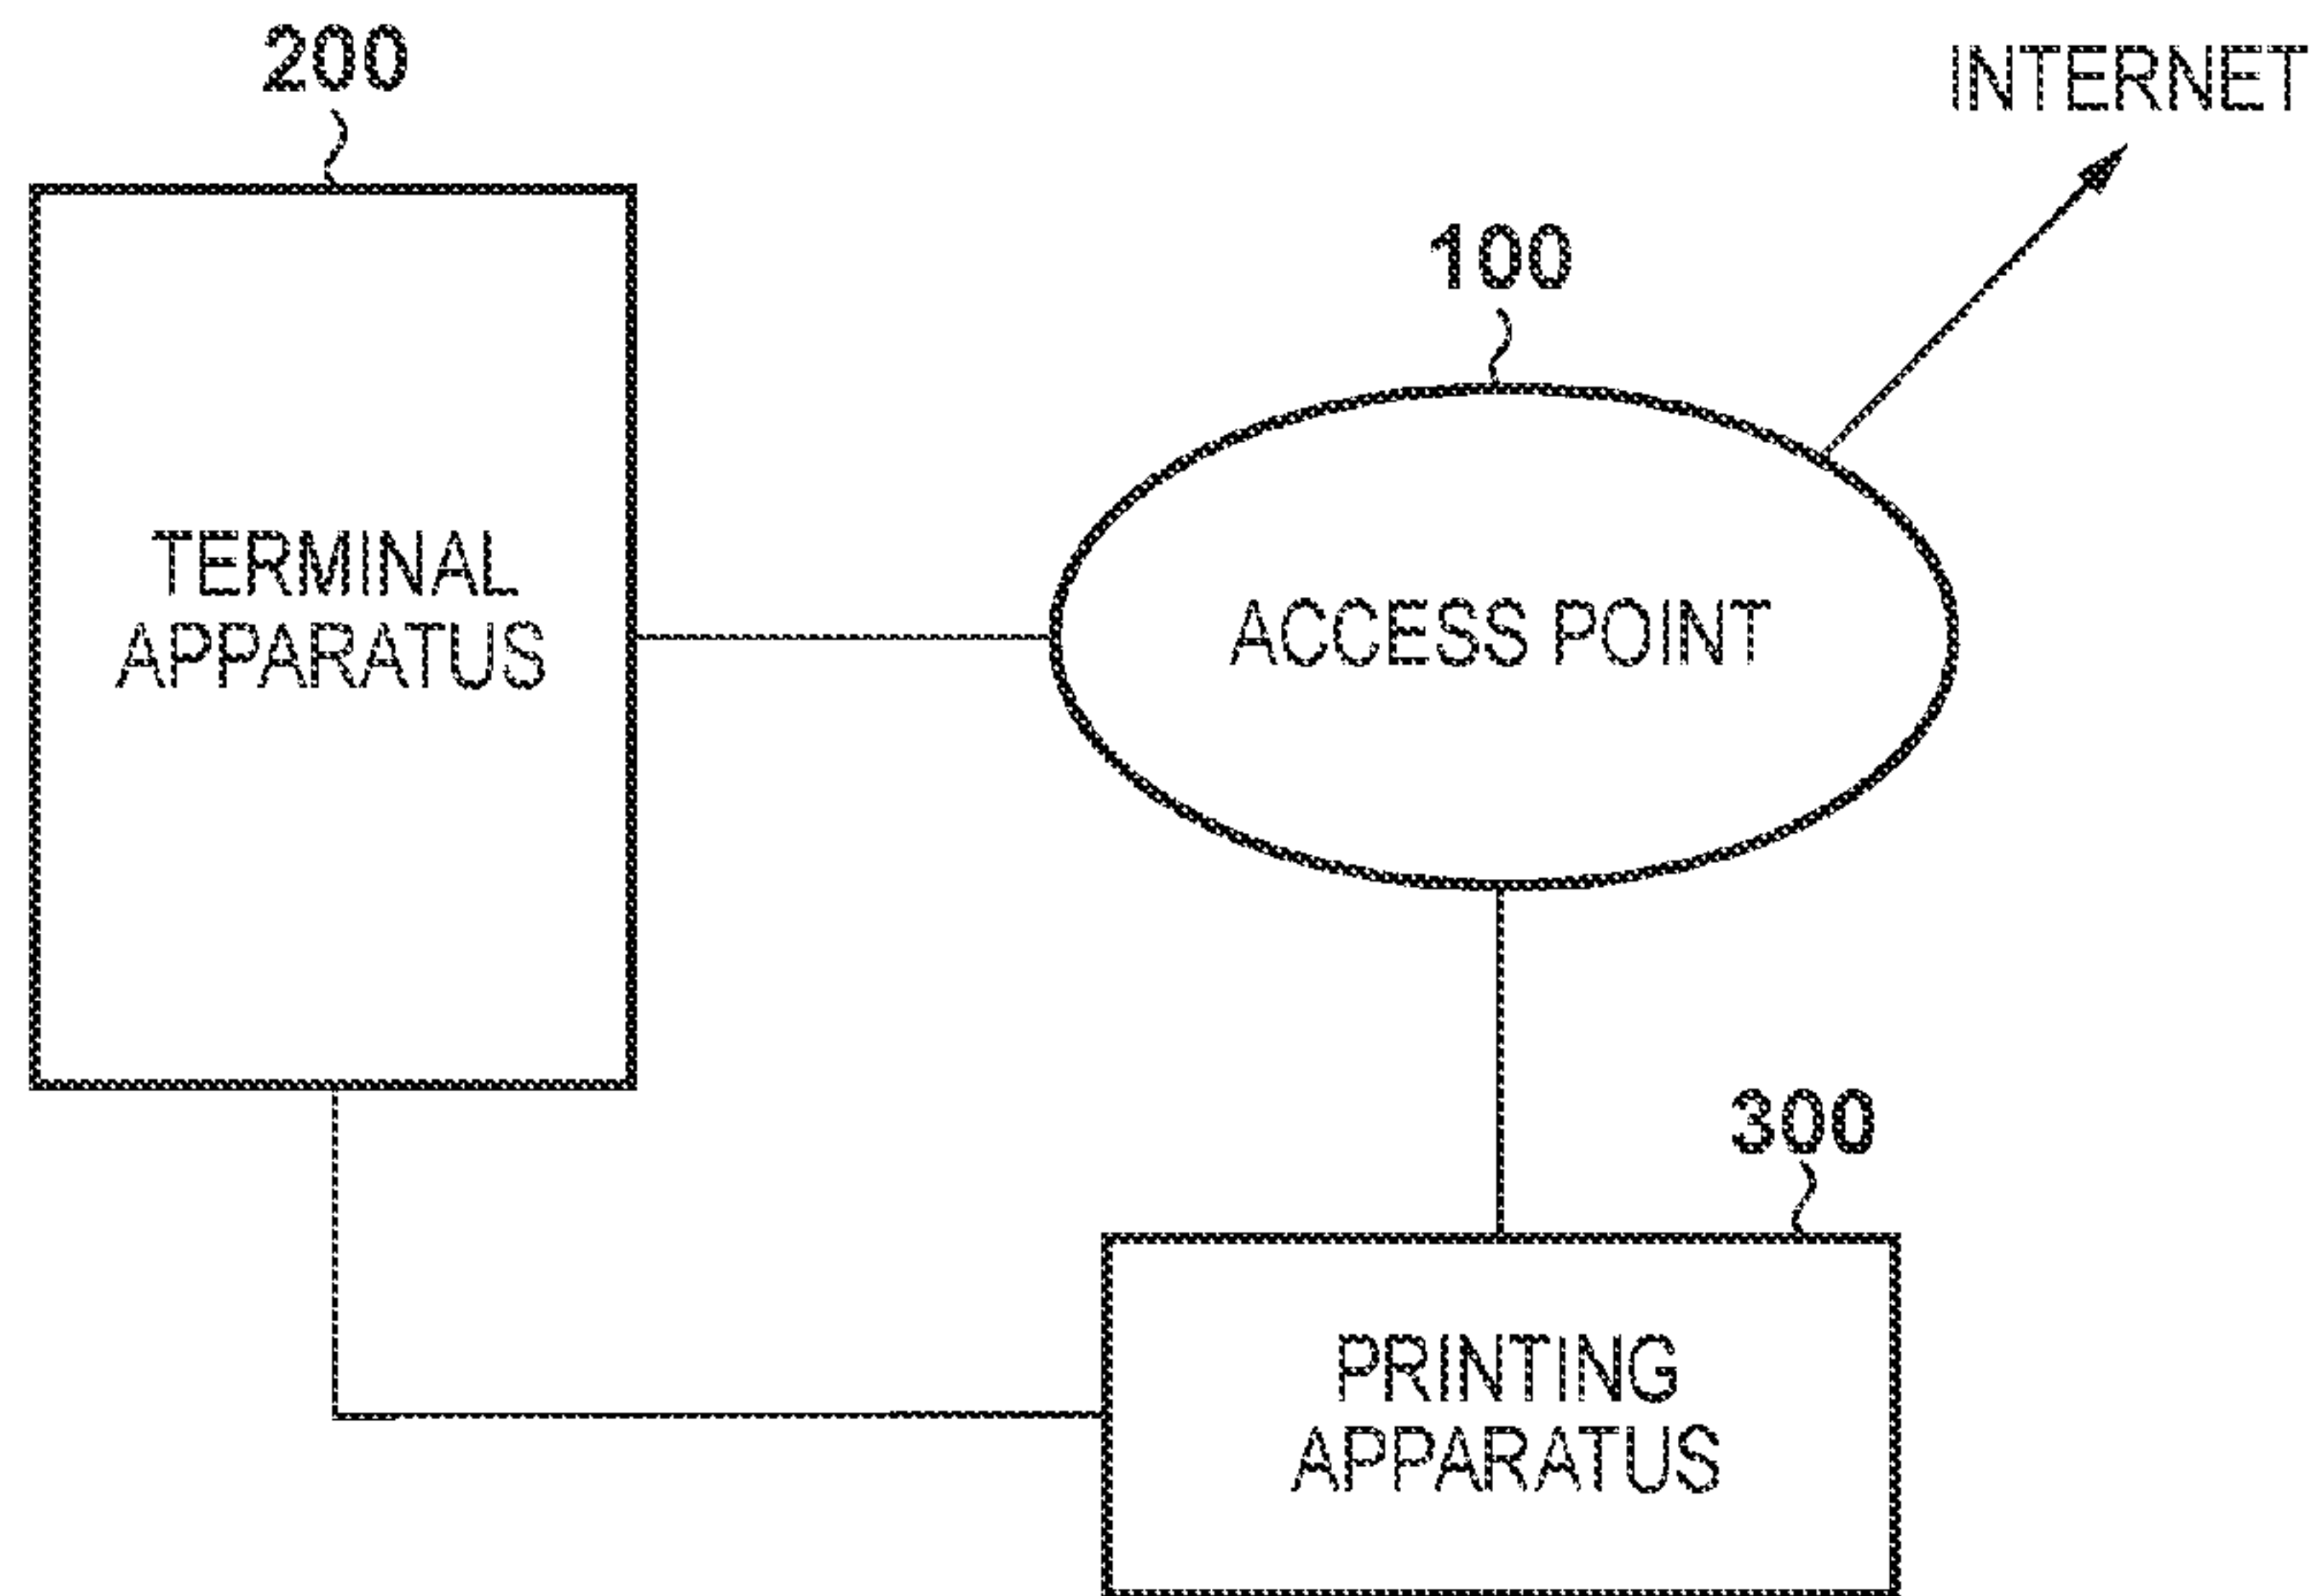 200
INTERNET
100
TERMINAL
APPARATUS
ACCESS POINT
300
PRINTING
APPARATUS